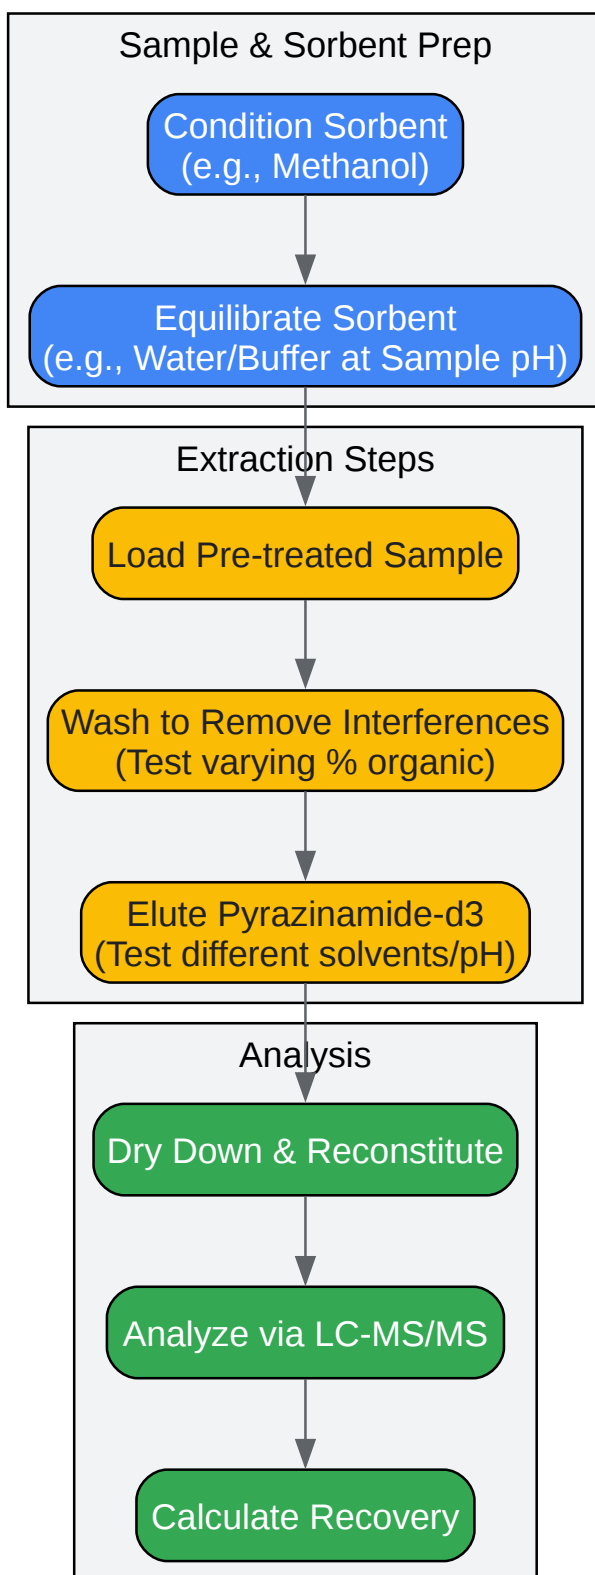 Sample & Sorbent Prep
Condition Sorbent
(e.g., Methanol)
Equilibrate Sorbent
(e.g., Water/Buffer at Sample pH)
Extraction Steps
Load Pre-treated Sample
Wash to Remove Interferences
(Test varying % organic)
Elute Pyrazinamide-d3
(Test different solvents/pH)
Analysis
Dry Down & Reconstitute
Analyze via LC-MS/MS
Calculate Recovery